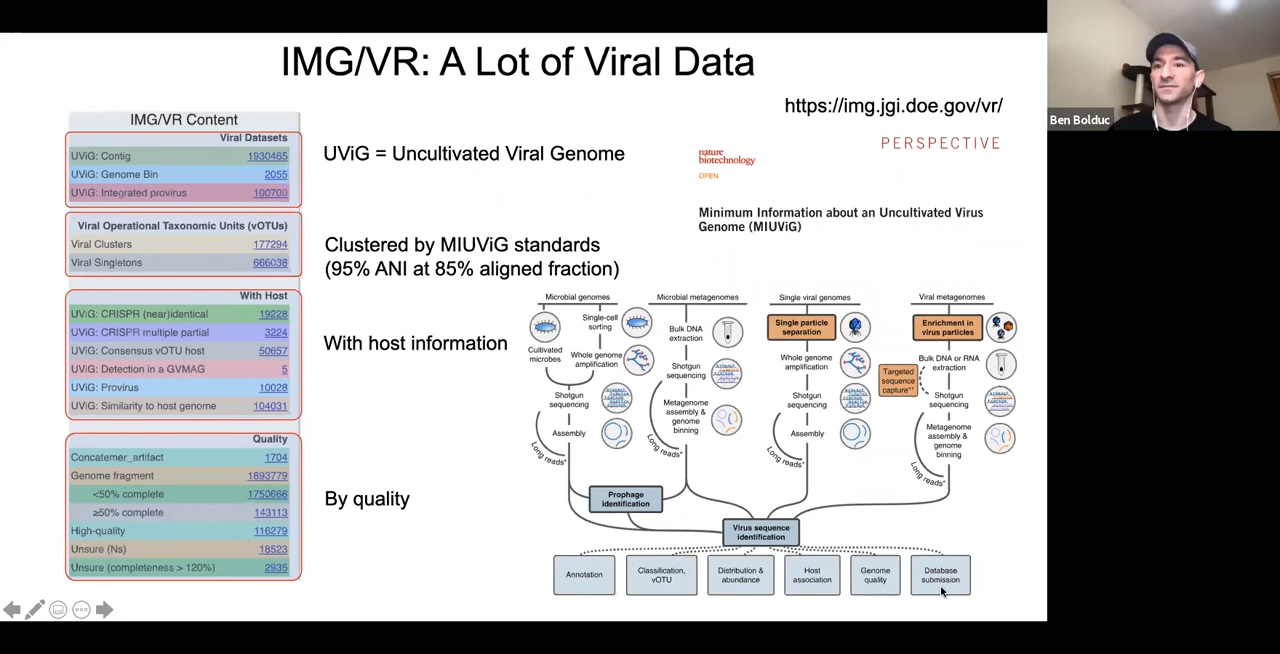 IMG/VR: A Lot of Viral Data
https://img.jgi.doe.gov/vr/
Ben Bolduc
IMG/VR Content
Viral Datasets
UViG: Contig 1930465
UViG: Genome Bin 2055
UViG: Integrated provirus 100700
Viral Operational Taxonomic Units (vOTUs)
Viral Clusters 177294
Viral Singletons 666038
With Host
UViG: CRISPR (near)identical 19228
UViG: CRISPR multiple partial 3224
UViG: Consensus vOTU host 50657
UViG: Detection in a GVMAG 5
UViG: Provirus 10028
UViG: Similarity to host genome 104031
Quality
Concatemer_artifact 1704
Genome fragment 1893779
<50% complete 1750666
≥50% complete 143113
High-quality 116279
Unsure (Ns) 18523
Unsure (completeness > 120%) 2935
UViG = Uncultivated Viral Genome
Clustered by MIUViG standards
(95% ANI at 85% aligned fraction)
With host information
By quality
PERSPECTIVE
nature
biotechnology
OPEN
Minimum Information about an Uncultivated Virus
Genome (MIUViG)
Microbial genomes
Single-cell
sorting
Cultivated
microbes
Whole genome
amplification
Shotgun
sequencing
Assembly
Long reads*
Microbial metagenomes
Bulk DNA
extraction
Shotgun
sequencing
Metagenome
assembly &
genome
binning
Long reads*
Single viral genomes
Single particle
separation
Whole genome
amplification
Shotgun
sequencing
Assembly
Long reads*
Viral metagenomes
Enrichment in
virus particles
Bulk DNA or RNA
extraction
Targeted
sequence
capture**
Shotgun
sequencing
Metagenome
assembly &
genome
binning
Long reads*
Prophage
identification
Virus sequence
identification
Annotation
Classification,
vOTU
Distribution &
abundance
Host
association
Genome
quality
Database
submission